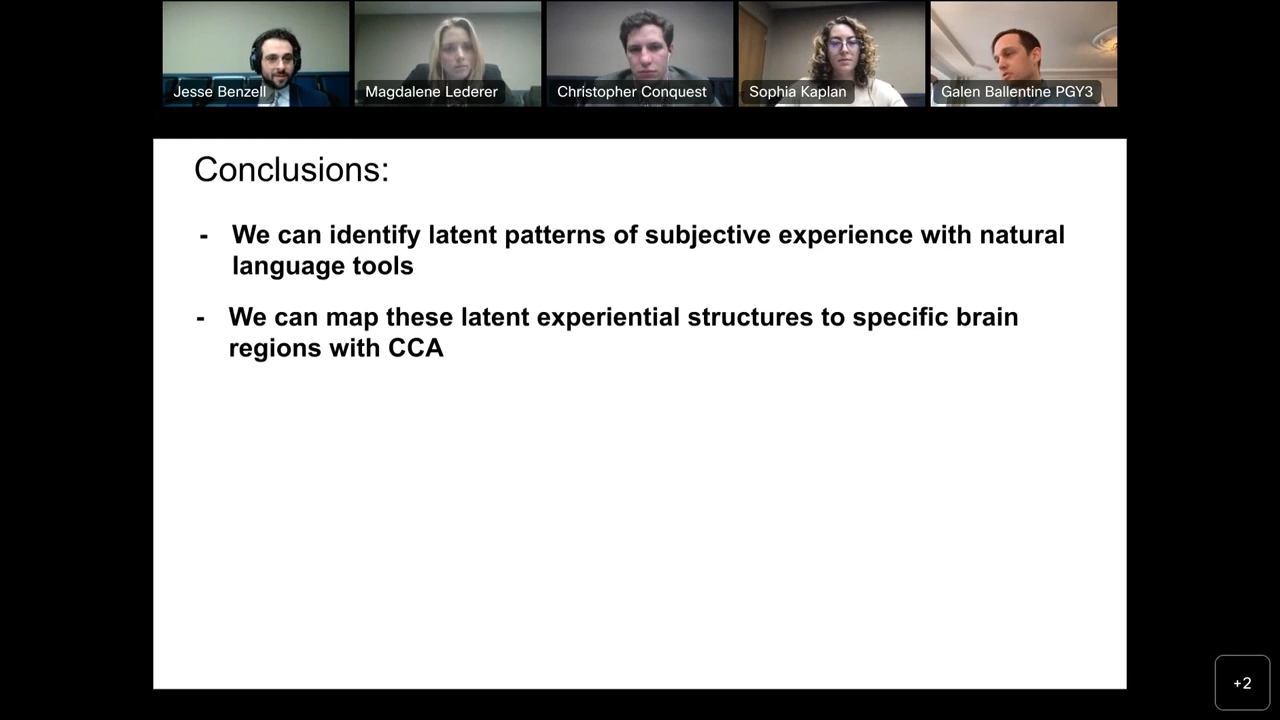 Jesse Benzell
Magdalene Lederer
Christopher Conquest
Sophia Kaplan
Galen Ballentine PGY3
Conclusions:
- We can identify latent patterns of subjective experience with natural
language tools
- We can map these latent experiential structures to specific brain
regions with CCA
+2